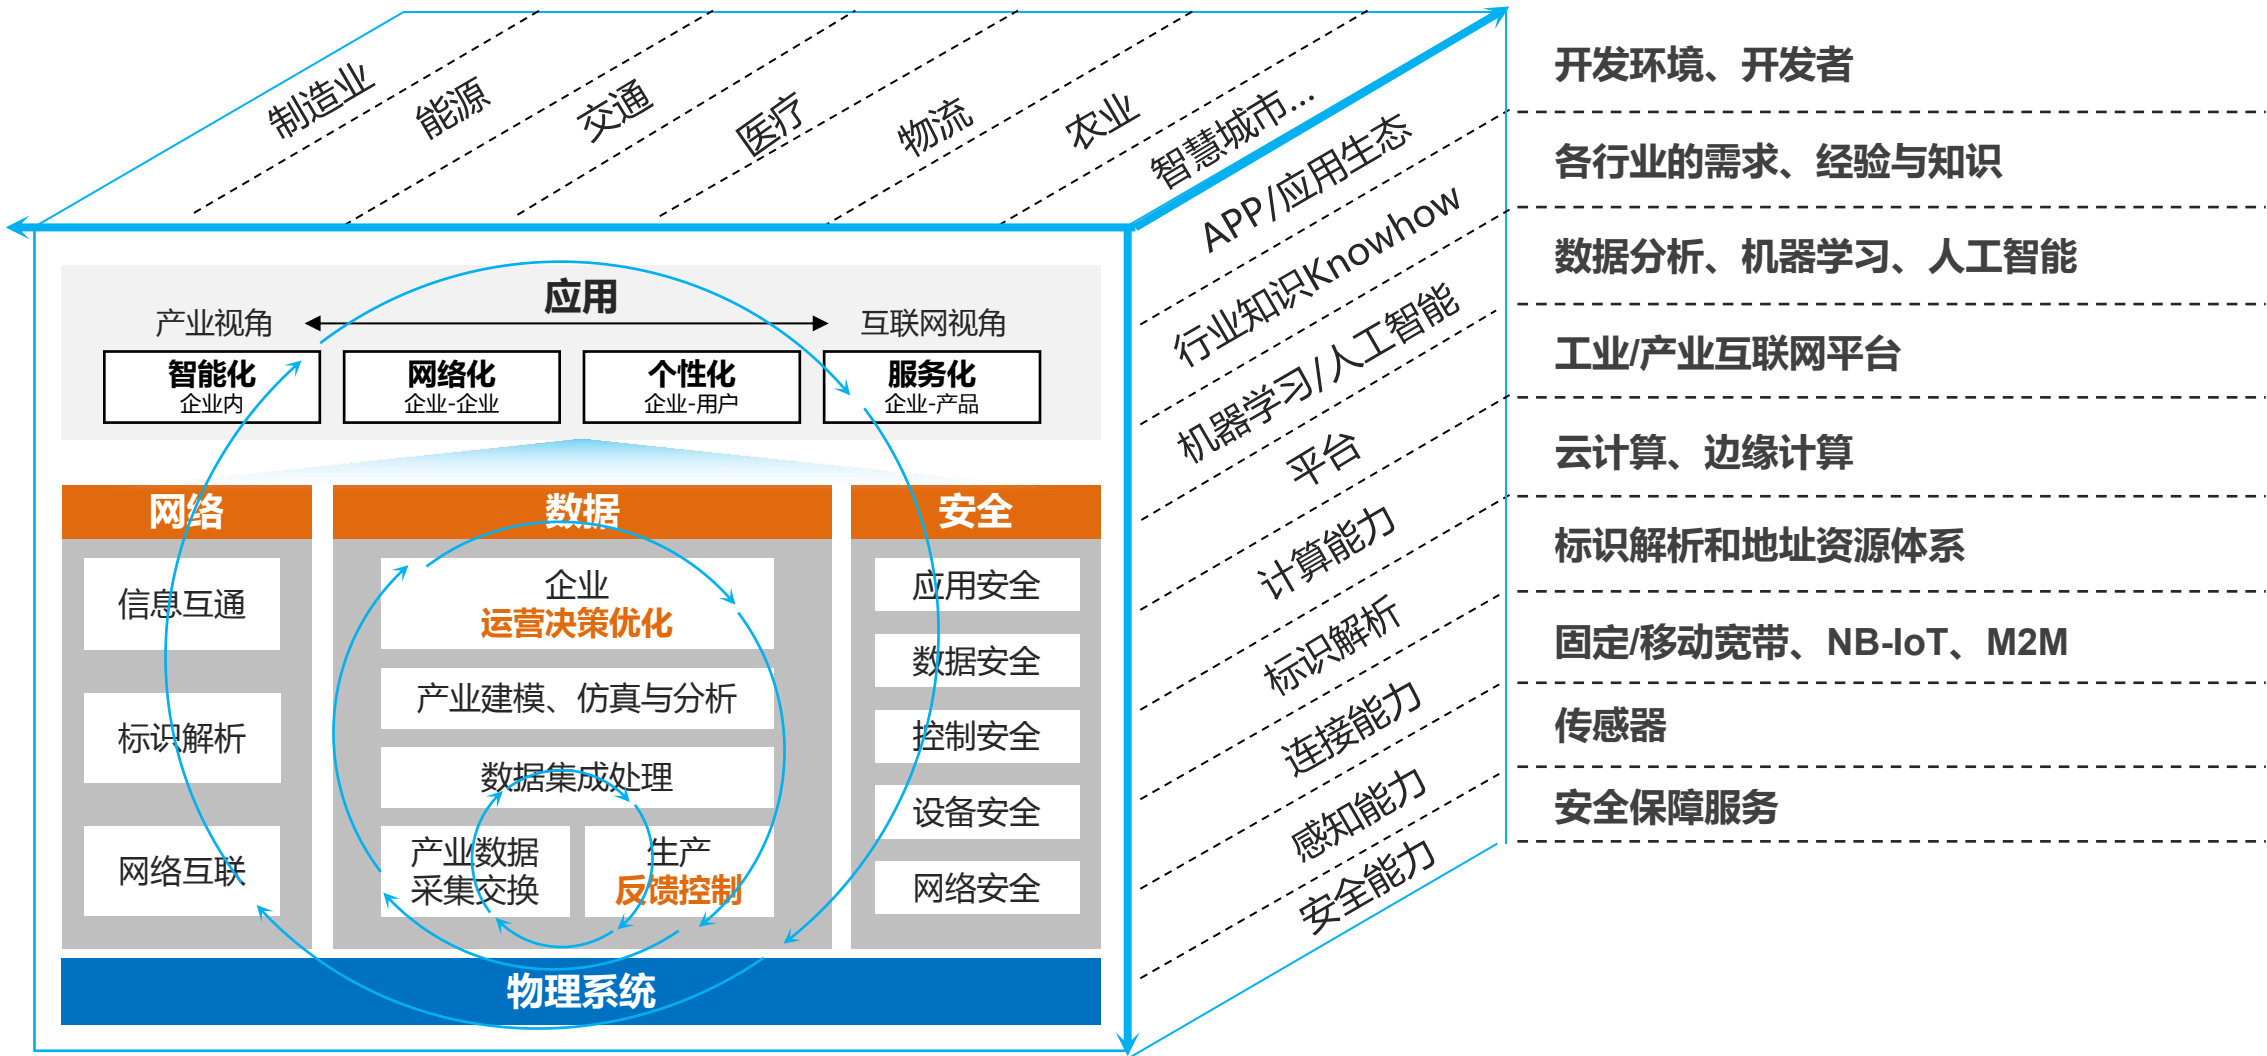 制造业
能源
交通
医疗
物流
农业
智慧城市...
APP/应用生态
行业知识Knowhow
机器学习/人工智能
平台
计算能力
标识解析
连接能力
感知能力
安全能力
开发环境、开发者
各行业的需求、经验与知识
数据分析、机器学习、人工智能
工业/产业互联网平台
云计算、边缘计算
标识解析和地址资源体系
固定/移动宽带、NB-IoT、M2M
传感器
安全保障服务
应用
产业视角
互联网视角
智能化
企业内
网络化
企业-企业
个性化
企业-用户
服务化
企业-产品
网络
信息互通
标识解析
网络互联
数据
企业
运营决策优化
产业建模、仿真与分析
数据集成处理
产业数据
采集交换
生产
反馈控制
安全
应用安全
数据安全
控制安全
设备安全
网络安全
物理系统